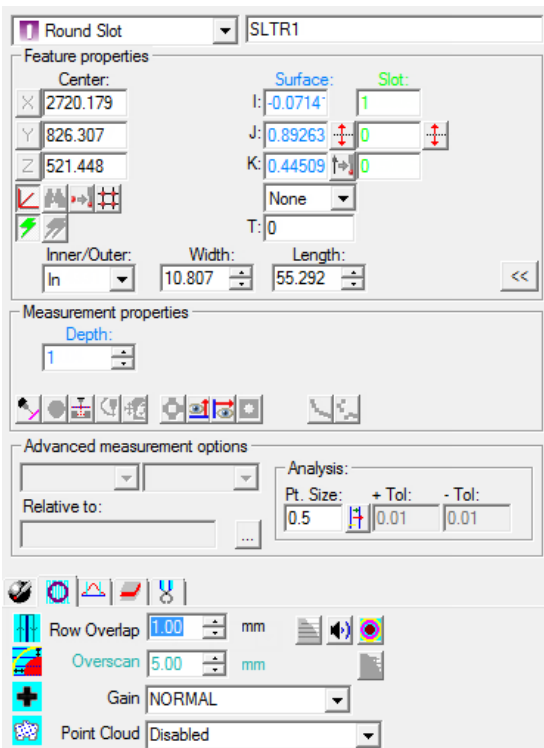 Round Slot SLTR1
Feature properties
Center: Surface: Slot:
X 2720.179 I: -0.0714 1
Y 826.307 J: 0.89263 0
Z 521.448 K: 0.44509 0
None
T: 0
Inner/Outer: Width: Length:
In 10.807 55.292 <<
Measurement properties
Depth:
1
Advanced measurement options
Analysis:
Pt. Size: + Tol: - Tol:
Relative to:
0.5 0.01 0.01
...
Row Overlap 1.00 mm
Overscan 5.00 mm
Gain NORMAL
Point Cloud Disabled